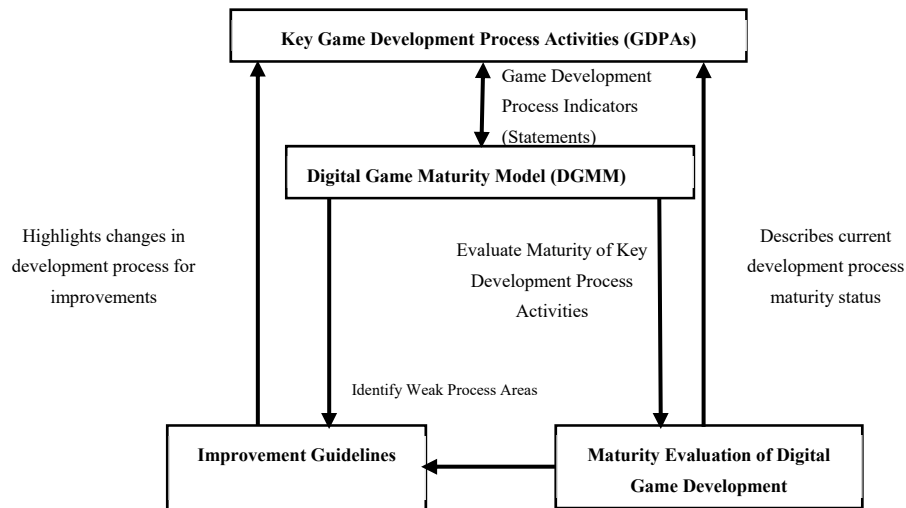 Key Game Development Process Activities (GDPAs)
Game Development
Process Indicators
(Statements)
Digital Game Maturity Model (DGMM)
Highlights changes in
development process for
improvements
Evaluate Maturity of Key
Development Process
Activities
Describes current
development process
maturity status
Identify Weak Process Areas
Improvement Guidelines
Maturity Evaluation of Digital
Game Development